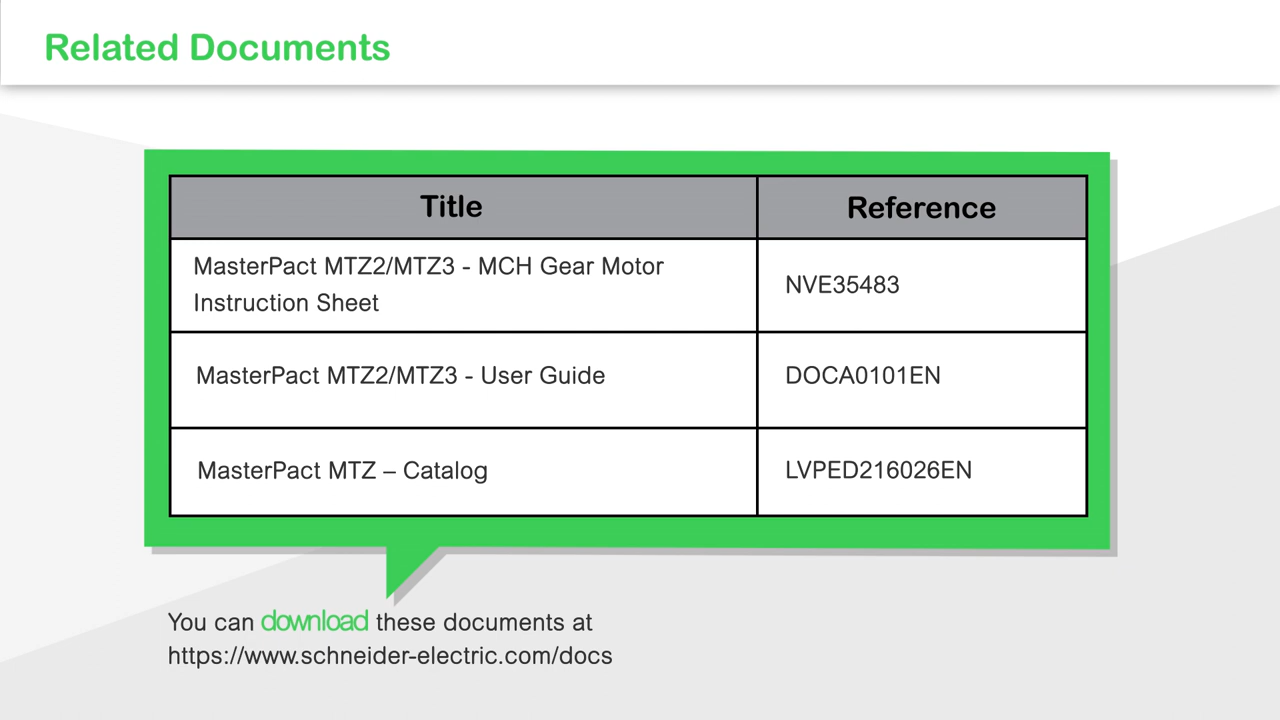 Related Documents
Title
Reference
MasterPact MTZ2/MTZ3 - MCH Gear Motor
Instruction Sheet
NVE35483
MasterPact MTZ2/MTZ3 - User Guide
DOCA0101EN
MasterPact MTZ – Catalog
LVPED216026EN
You can download these documents at
https://www.schneider-electric.com/docs